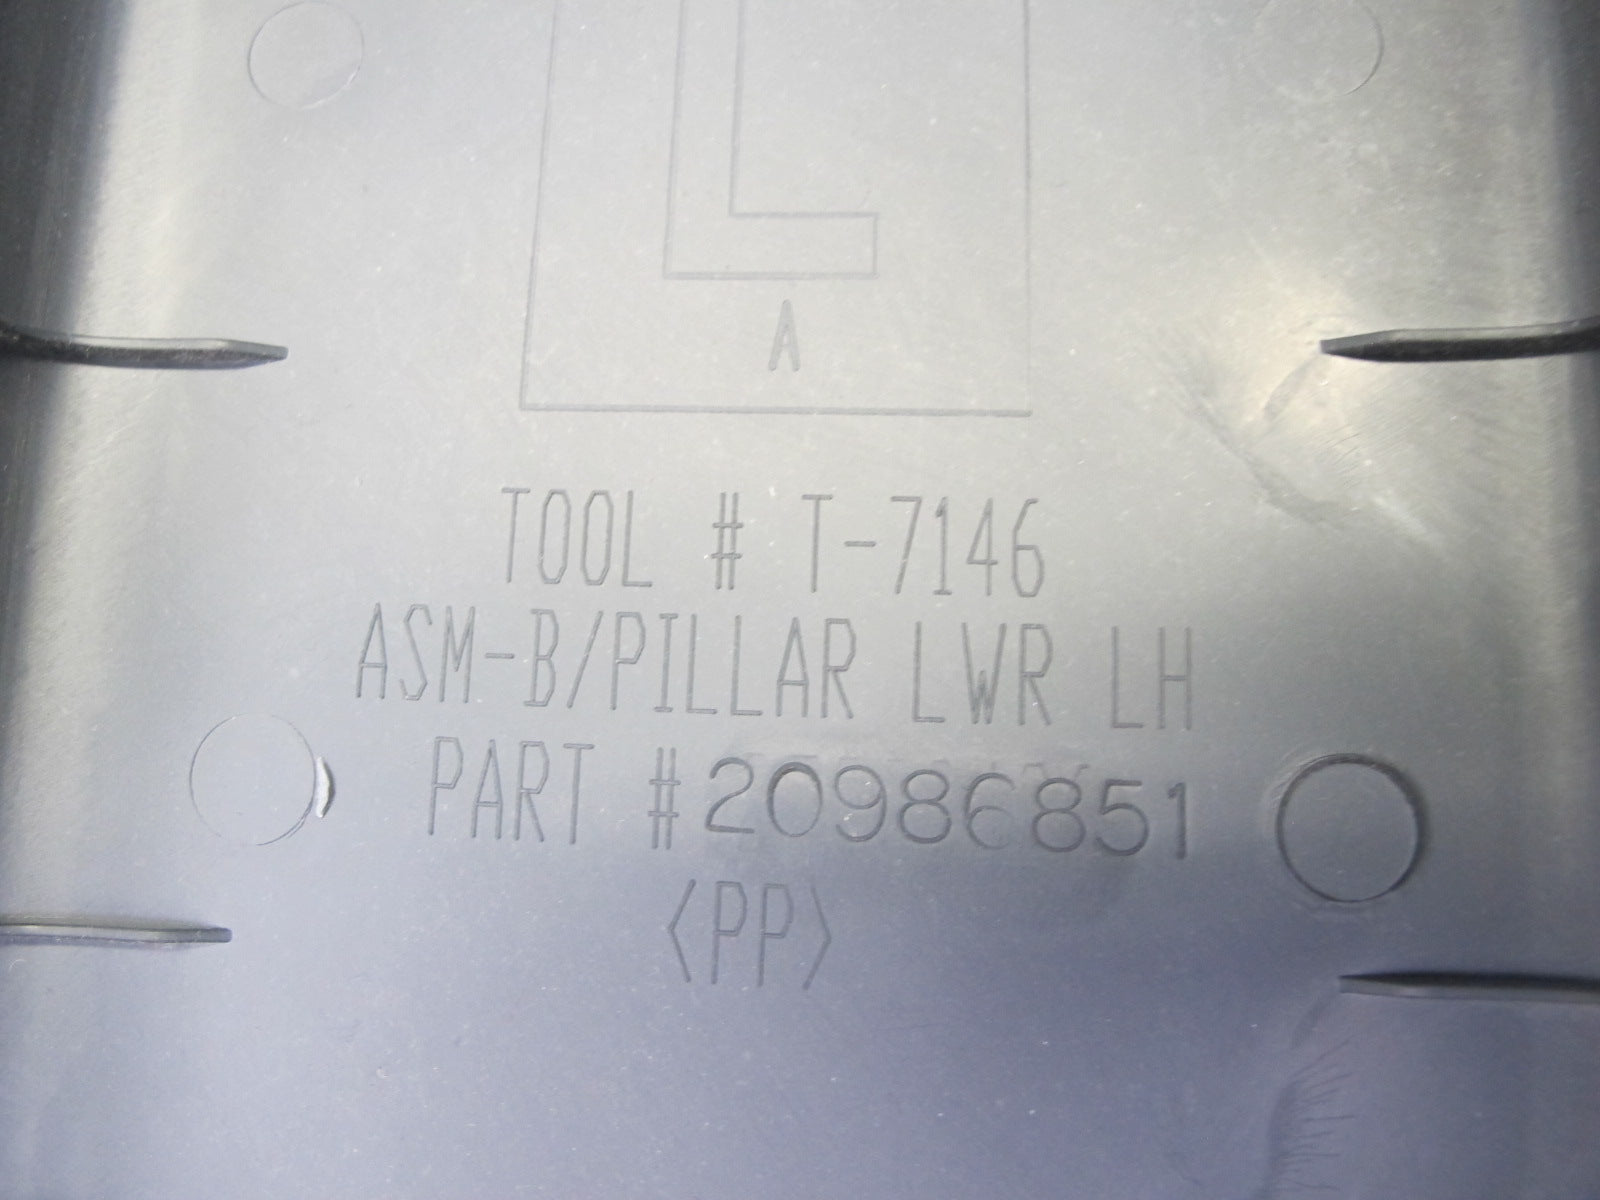 L
A
TOOL # T-7146
ASM-B/PILLAR LWR LH
PART #20986851
<PP>